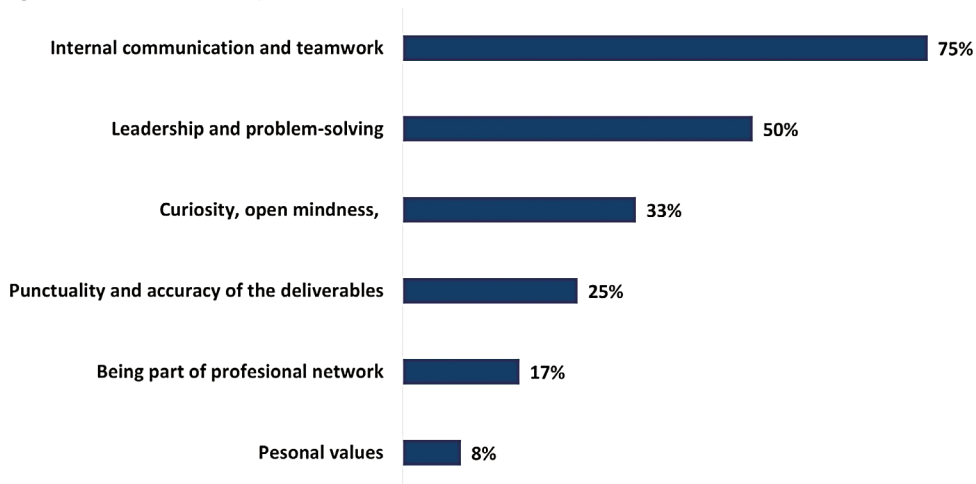 Internal communication and teamwork 75%
Leadership and problem-solving 50%
Curiosity, open mindness, 33%
Punctuality and accuracy of the deliverables 25%
Being part of profesional network 17%
Pesonal values 8%